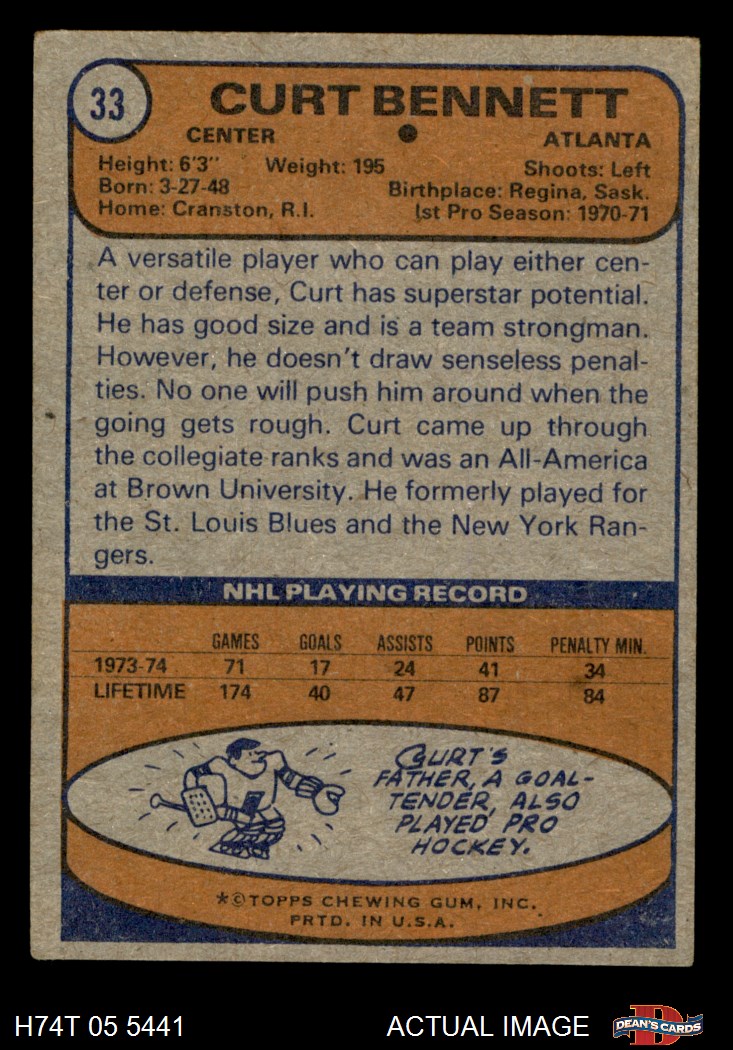 33
CURT BENNETT
CENTER
ATLANTA
Height: 6'3" Weight: 195 Shoots: Left
Born: 3-27-48 Birthplace: Regina, Sask.
Home: Cranston, R.I. 1st Pro Season: 1970-71
A versatile player who can play either cen-
ter or defense, Curt has superstar potential.
He has good size and is a team strongman.
However, he doesn't draw senseless penal-
ties. No one will push him around when the
going gets rough. Curt came up through
the collegiate ranks and was an All-America
at Brown University. He formerly played for
the St. Louis Blues and the New York Ran-
gers.
NHL PLAYING RECORD
GAMES GOALS ASSISTS POINTS PENALTY MIN.
1973-74 71 17 24 41 34
LIFETIME 174 40 47 87 84
CURT'S
FATHER, A GOAL-
TENDER, ALSO
PLAYED PRO
HOCKEY.
*©TOPPS CHEWING GUM, INC.
PRTD. IN U.S.A.
H74T 05 5441 ACTUAL IMAGE
D
DEAN'S CARDS